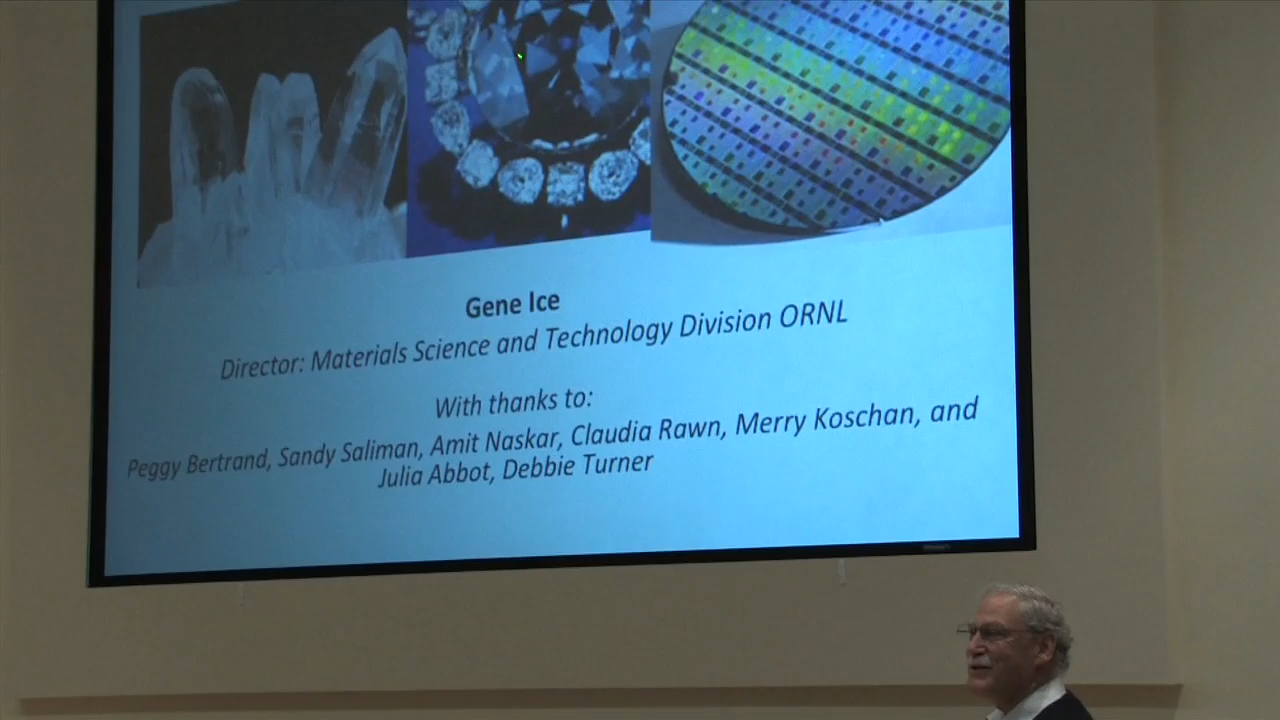 Gene Ice
Director: Materials Science and Technology Division ORNL
With thanks to:
Peggy Bertrand, Sandy Saliman, Amit Naskar, Claudia Rawn, Merry Koschan, and
Julia Abbot, Debbie Turner